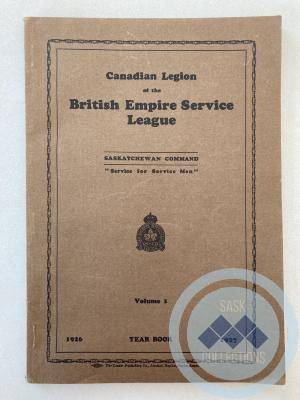 Canadian Legion
of the
British Empire Service
League
SASKATCHEWAN COMMAND
"Service for Service Men"
Volume 1
1926 YEAR BOOK 1927
SASK
COLLECTIONS